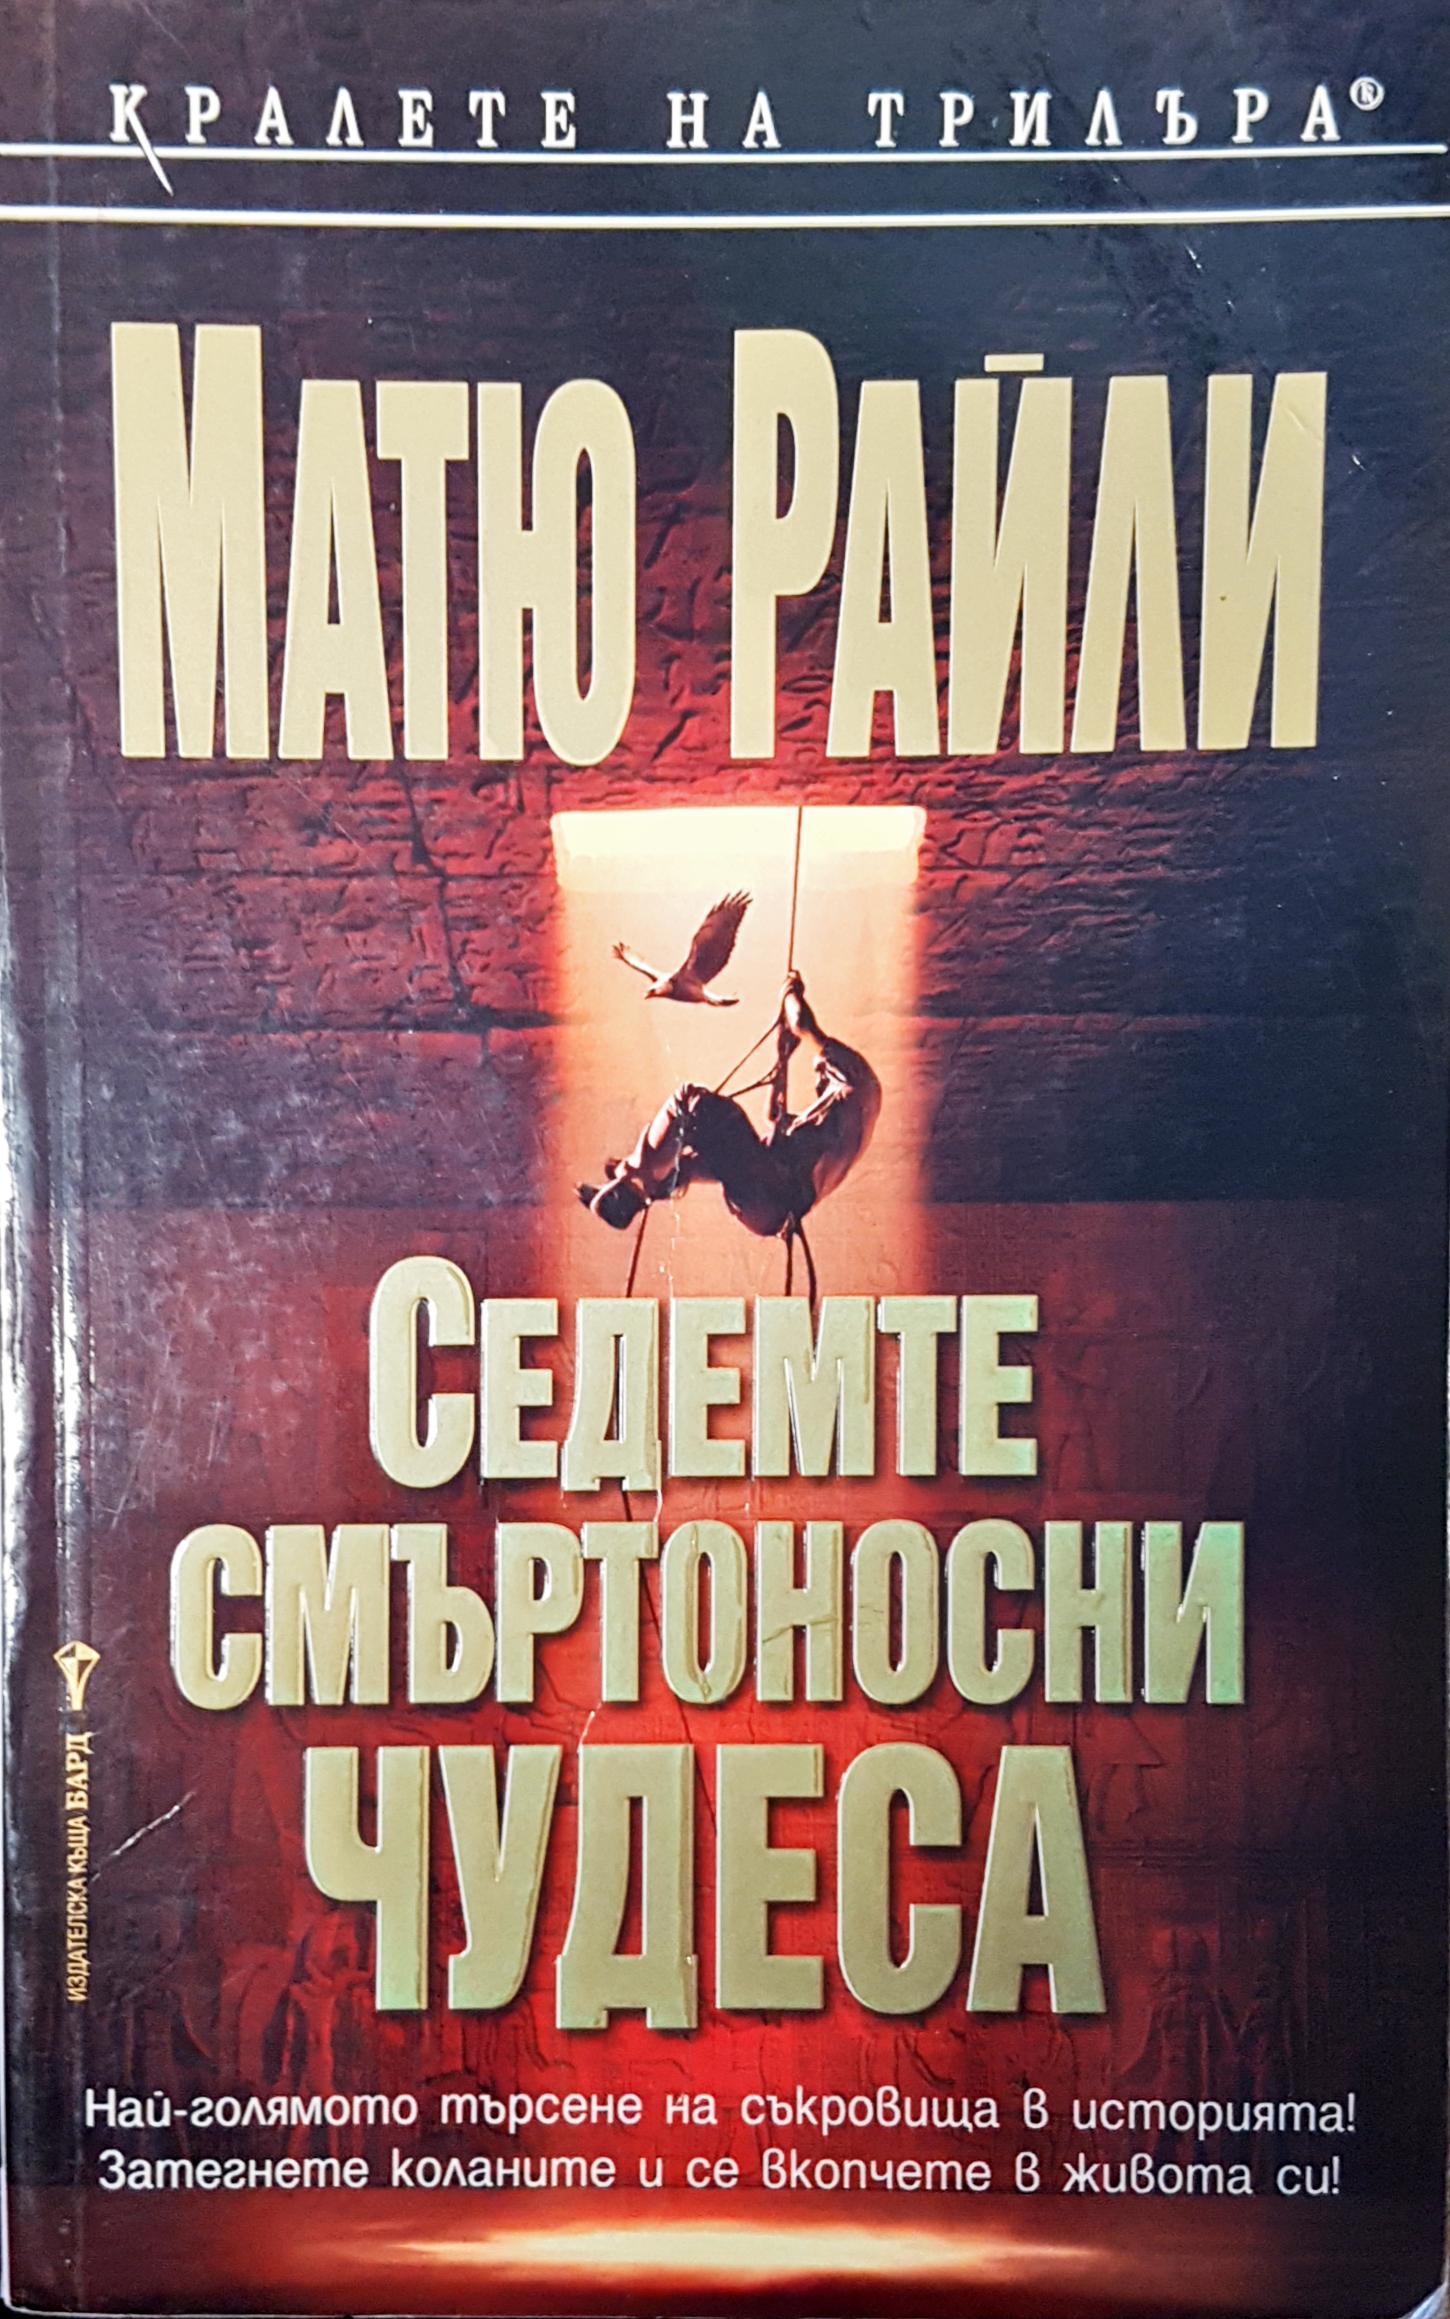 КРАЛЕТЕ НА ТРИЛЪРА®
МАТЮ РАЙЛИ
СЕДЕМТЕ
СМЪРТОНОСНИ
ЧУДЕСА
ИЗДАТЕЛСКА КЪЩА БАРД
Най-голямото търсене на съкровища в историята!
Затегнете коланите и се вкопчете в живота си!